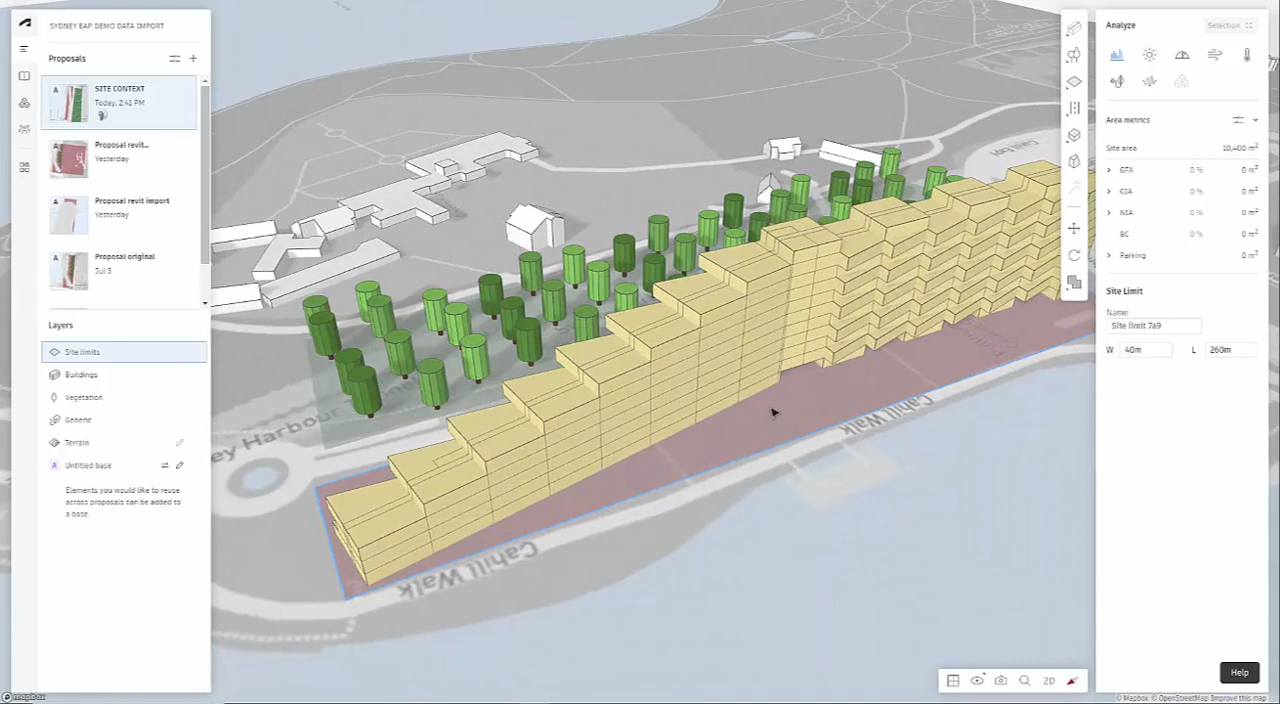 SYDNEY EAP DEMO DATA IMPORT
Proposals
SITE CONTEXT
Today, 2:41 PM
Proposal revit...
Yesterday
Proposal revit import
Yesterday
Proposal original
Jul 3
Layers
Site limits
Buildings
Vegetation
Generic
Terrain
Untitled base
Elements you would like to reuse
across proposals can be added to
a base.
mapbox
ey Harbour
Cahill Walk
Cahill Walk
2D
Analyze
Selection
Area metrics
Site area 10,400 m²
GFA 0 % 0 m²
GIA 0 % 0 m²
NIA 0 % 0 m²
BC 0 % 0 m²
Parking 0 m²
Site Limit
Name
Site limit 7a9
W 40m L 260m
Help
© Mapbox © OpenStreetMap Improve this map